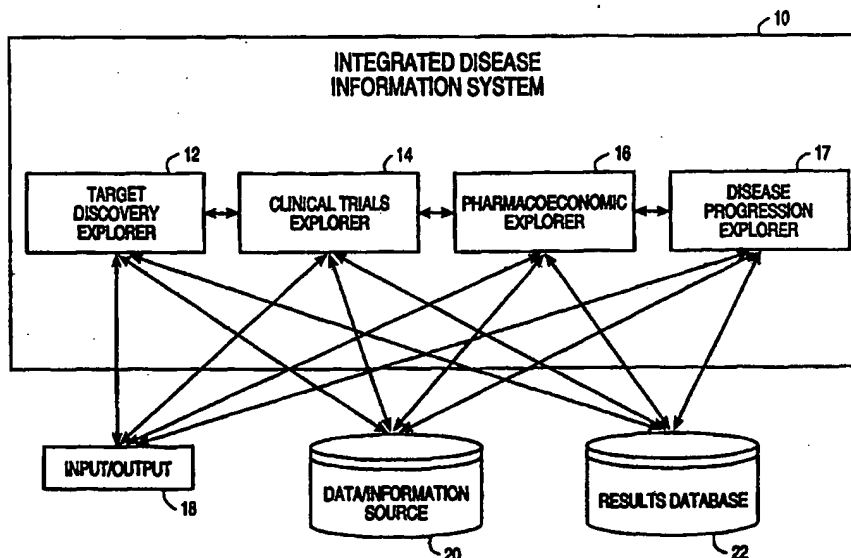 10
INTEGRATED DISEASE
INFORMATION SYSTEM
12
14
16
17
TARGET
DISCOVERY
EXPLORER
CLINICAL TRIALS
EXPLORER
PHARMACOECONOMIC
EXPLORER
DISEASE
PROGRESSION
EXPLORER
INPUT/OUTPUT
18
DATA/INFORMATION
SOURCE
20
RESULTS DATABASE
22